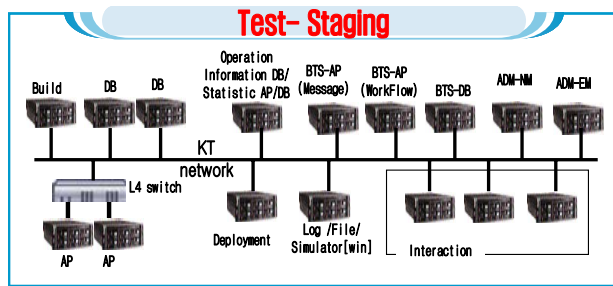 Test- Staging
Operation
Information DB/
Statistic AP/DB
BTS-AP
(Message)
BTS-AP
(WorkFlow)
BTS-DB
ADM-NM
ADM-EM
Build
DB
DB
KT
network
L4 switch
AP
AP
Deployment
Log /File/
Simulator[win]
Interaction